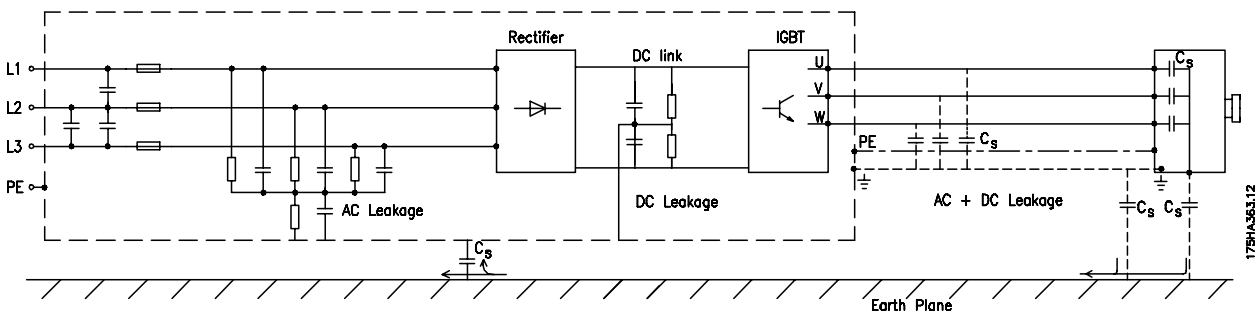 Rectifier
IGBT
L1
DC link
U
Cs
L2
V
W
L3
PE
Cs
PE
AC Leakage
DC Leakage
AC + DC Leakage
Cs
Cs
Cs
Earth Plane
175HA363.12